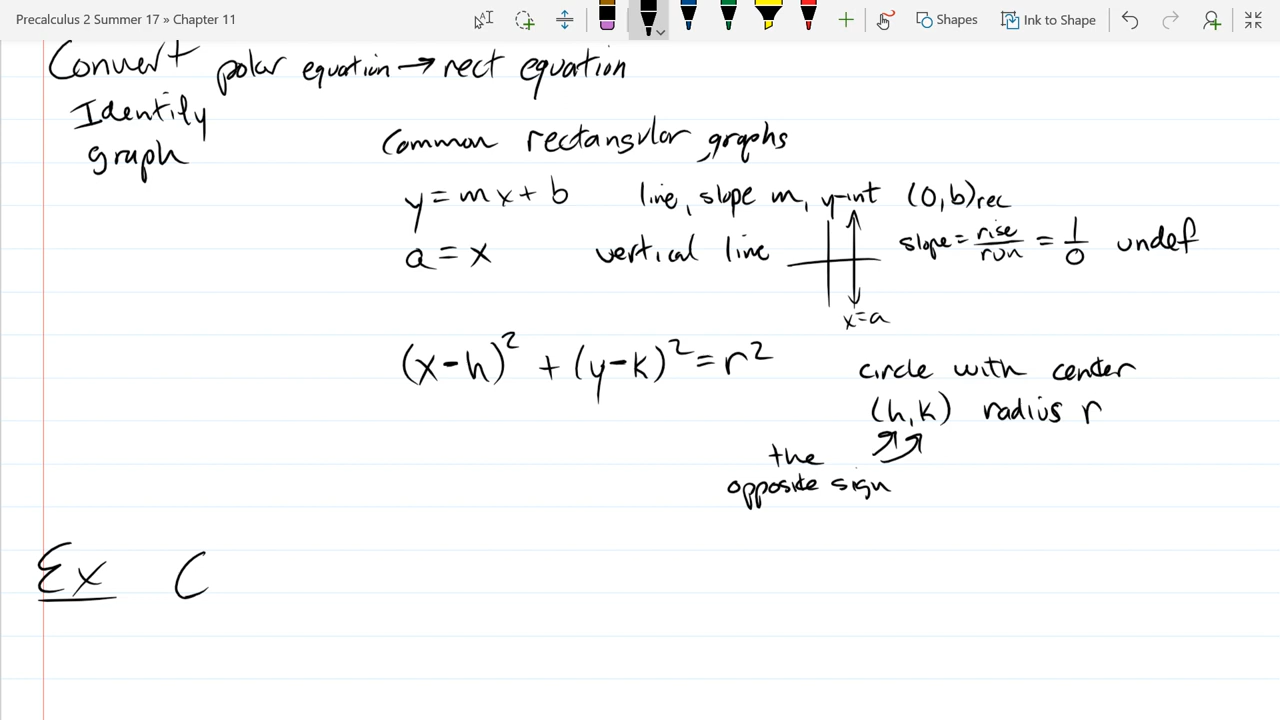 Precalculus 2 Summer 17 » Chapter 11
Shapes
Ink to Shape
Convert polar equation → rect equation
Identify
graph
Common rectangular graphs
y = mx + b line, slope m, y-int (0,b)rec
a = x vertical line slope = rise/run = 1/0 undef
x=a
(x-h)² + (y-k)² = r²
circle with center
(h,k) radius r
the
opposite sign
Ex C